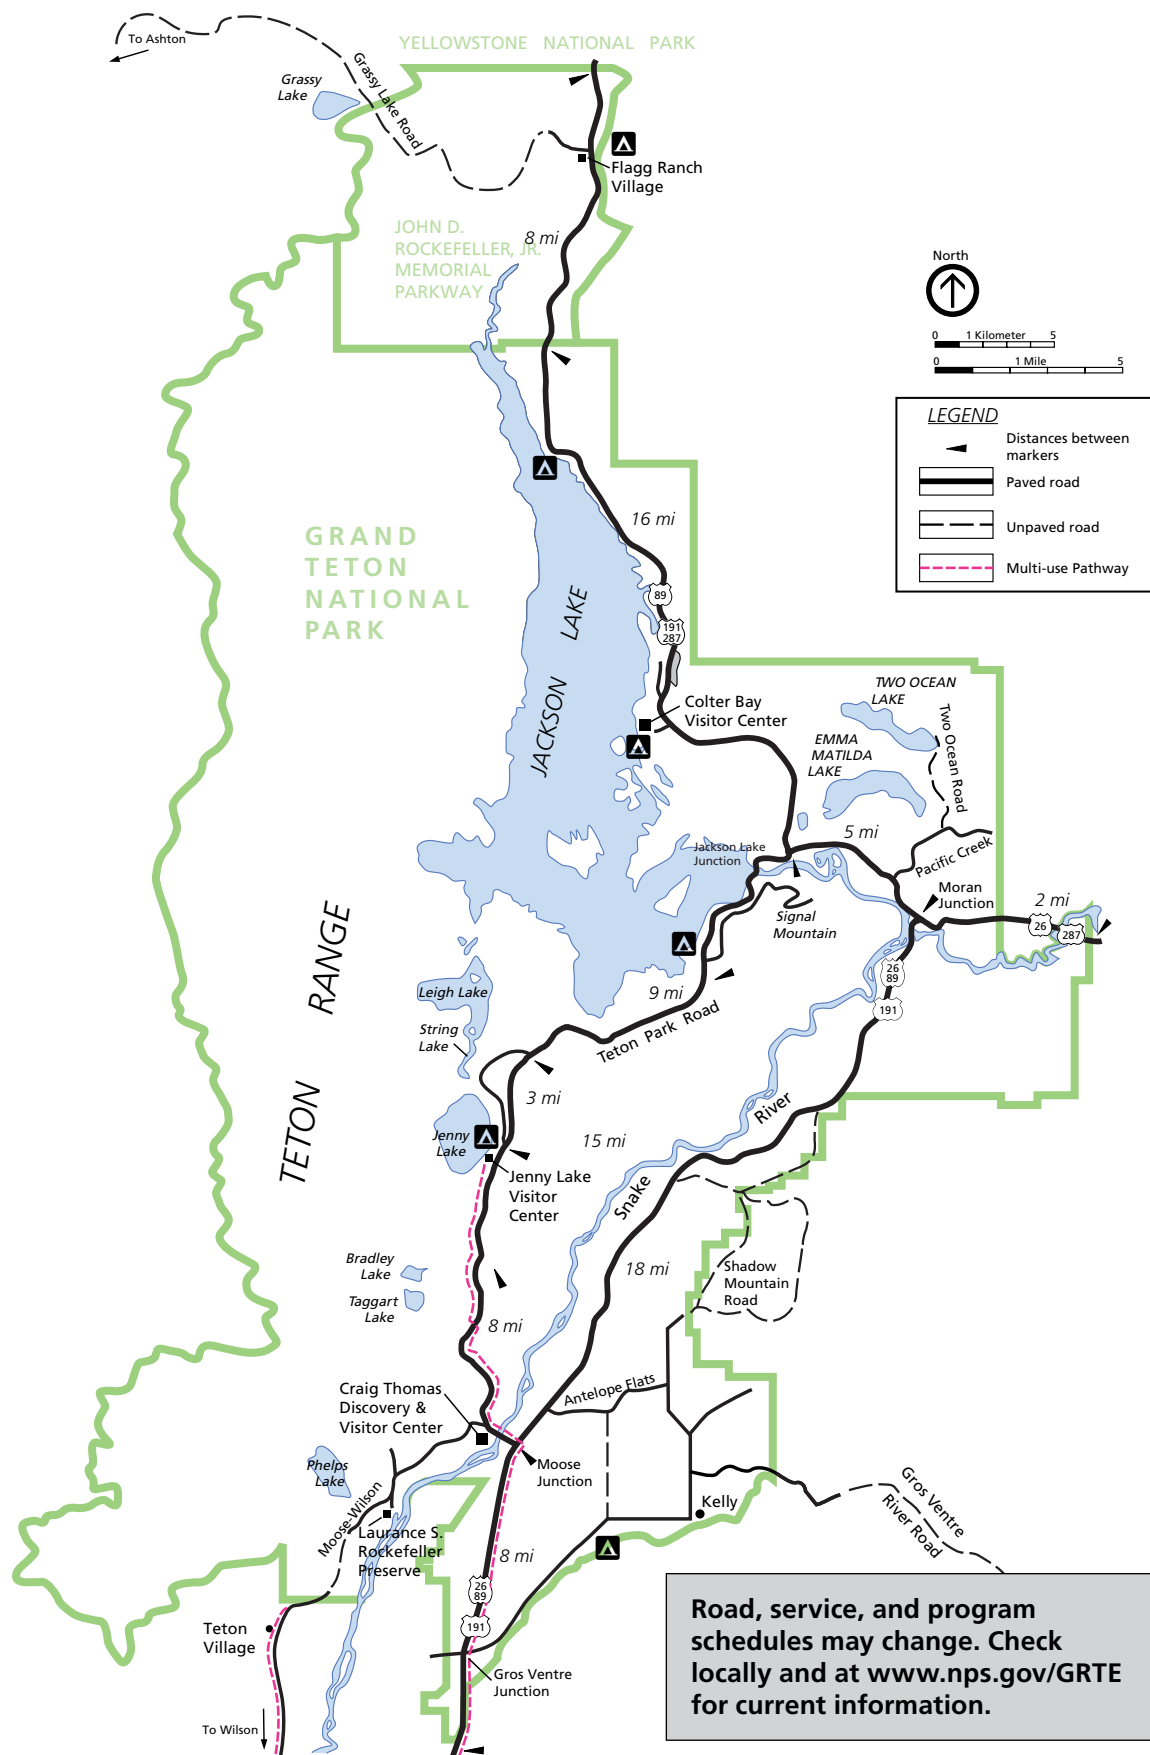 To Ashton
YELLOWSTONE NATIONAL PARK
Grassy
Lake
Grassy Lake Road
Flagg Ranch
Village
JOHN D.
ROCKEFELLER, JR.
MEMORIAL
PARKWAY
8 mi
North
0 1 Kilometer 5
0 1 Mile 5
LEGEND
Distances between
markers
Paved road
Unpaved road
Multi-use Pathway
GRAND
TETON
NATIONAL
PARK
16 mi
89
191
287
JACKSON LAKE
Colter Bay
Visitor Center
TWO OCEAN
LAKE
Two Ocean Road
EMMA
MATILDA
LAKE
5 mi
Jackson Lake
Junction
Pacific Creek
Moran
Junction
2 mi
26
287
Signal
Mountain
26
89
191
TETON RANGE
Leigh Lake
String
Lake
9 mi
Teton Park Road
3 mi
Jenny
Lake
15 mi
Snake River
Jenny Lake
Visitor
Center
Bradley
Lake
Taggart
Lake
18 mi
Shadow
Mountain
Road
8 mi
Craig Thomas
Discovery &
Visitor Center
Antelope Flats
Phelps
Lake
Moose
Junction
Moose-Wilson
Kelly
Gros Ventre
River Road
Laurance S.
Rockefeller
Preserve
8 mi
26
89
191
Teton
Village
Gros Ventre
Junction
To Wilson
Road, service, and program
schedules may change. Check
locally and at www.nps.gov/GRTE
for current information.